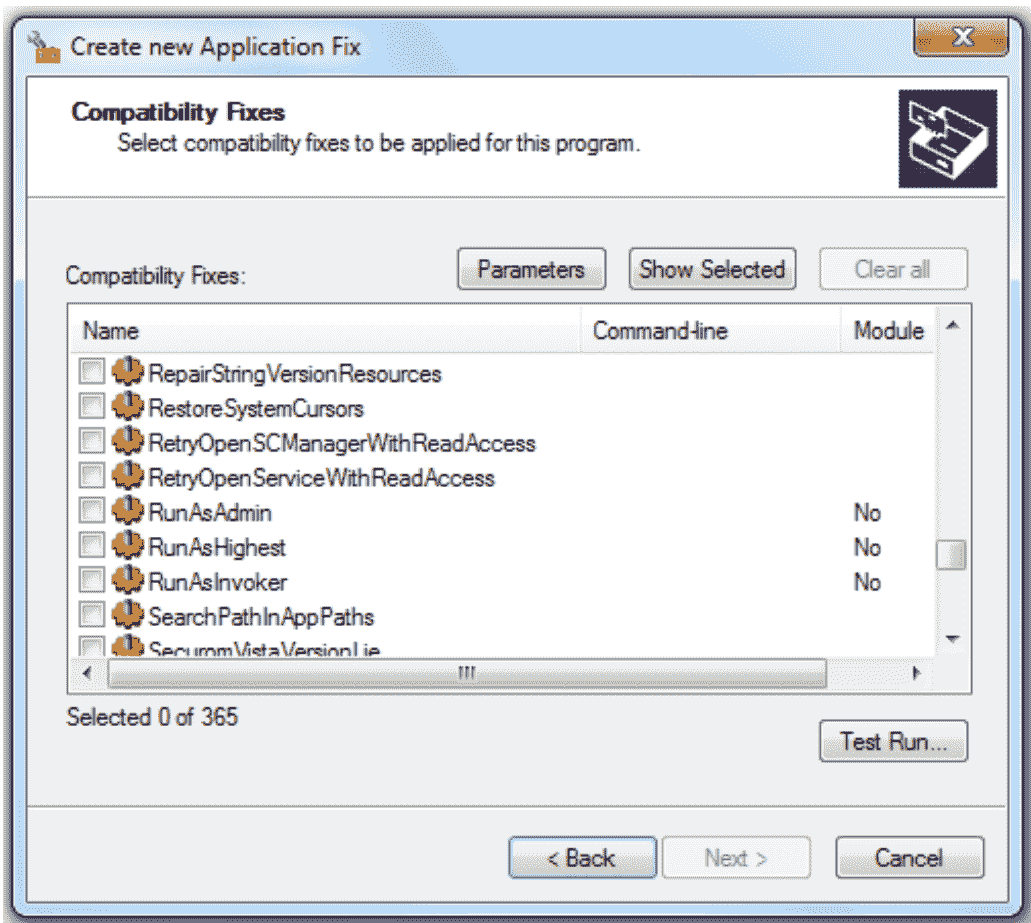 Create new Application Fix
Compatibility Fixes
Select compatibility fixes to be applied for this program.
Compatibility Fixes:
Parameters
Show Selected
Clear all
Name Command-line Module
RepairStringVersionResources
RestoreSystemCursors
RetryOpenSCManagerWithReadAccess
RetryOpenServiceWithReadAccess
RunAsAdmin No
RunAsHighest No
RunAsInvoker No
SearchPathInAppPaths
SecuromVistaVersionLie
Selected 0 of 365
Test Run...
< Back
Next >
Cancel